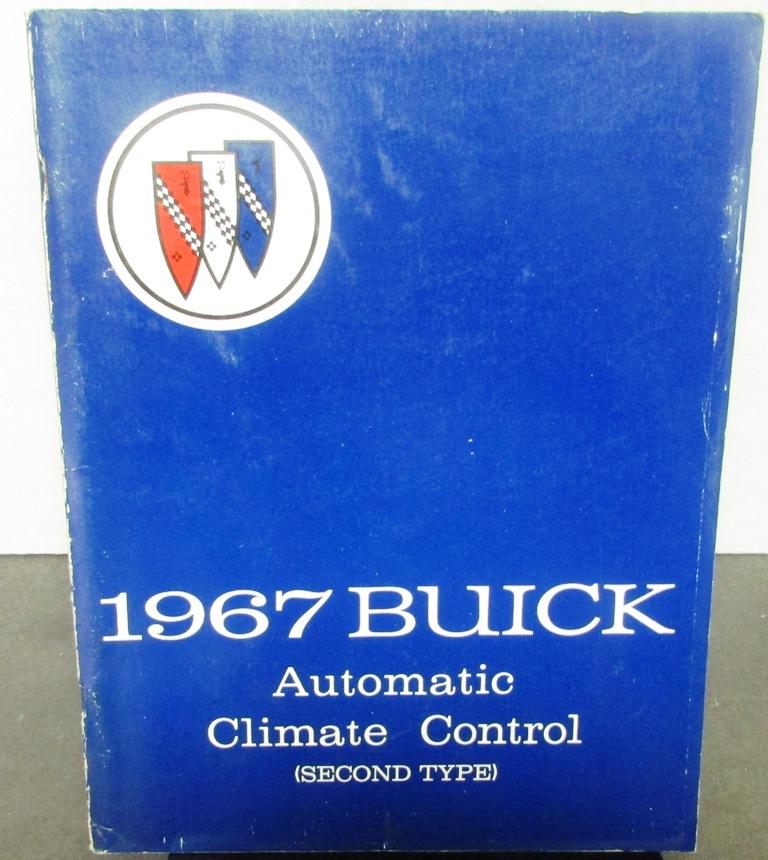 1967 BUICK
Automatic
Climate Control
(SECOND TYPE)